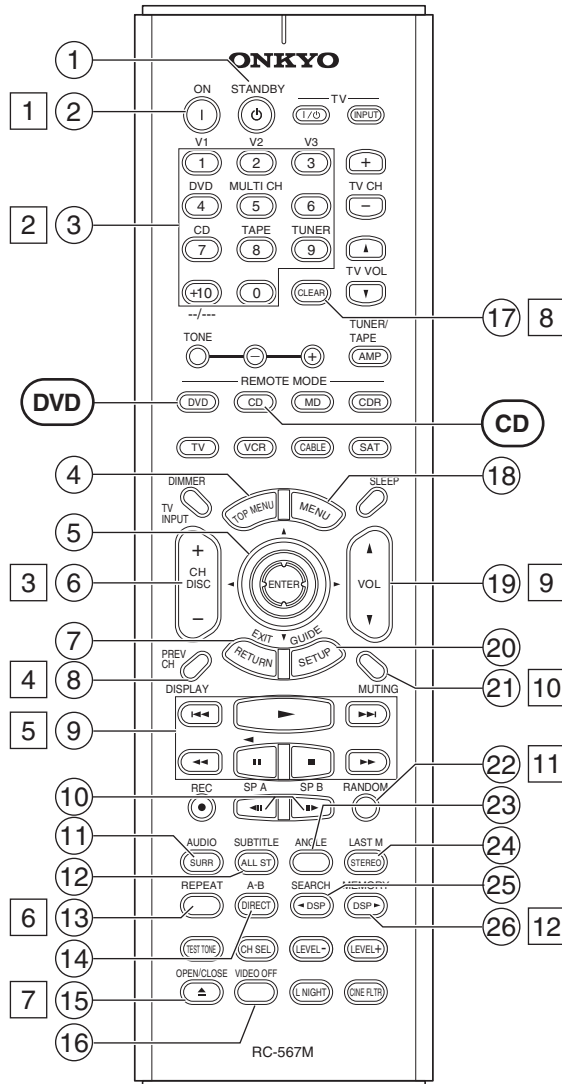 ONKYO
1
ON STANDBY TV
1 2 I I/⏻ INPUT
V1 V2 V3
1 2 3 +
DVD MULTI CH TV CH
2 3 4 5 6 −
CD TAPE TUNER
7 8 9
TV VOL
+10 0 CLEAR
--/--- 17 8
TONE TUNER/
TAPE
− + AMP
REMOTE MODE
DVD DVD CD MD CDR CD
TV VCR CABLE SAT
4 DIMMER SLEEP 18
TOP MENU MENU
TV
INPUT
5 +
3 6 CH
DISC ENTER VOL 19 9
−
7 EXIT GUIDE 20
PREV
CH RETURN SETUP
4 8 21 10
DISPLAY MUTING
5 9
22 11
10 REC SP A SP B RANDOM
23
11 AUDIO SUBTITLE ANGLE LAST M 24
SURR ALL ST STEREO
12 25
REPEAT A-B SEARCH MEMORY
6 13 DIRECT ◄ DSP DSP ► 26 12
14 TEST TONE CH SEL LEVEL- LEVEL+
OPEN/CLOSE VIDEO OFF
7 15 L NIGHT CINE FLTR
16
RC-567M